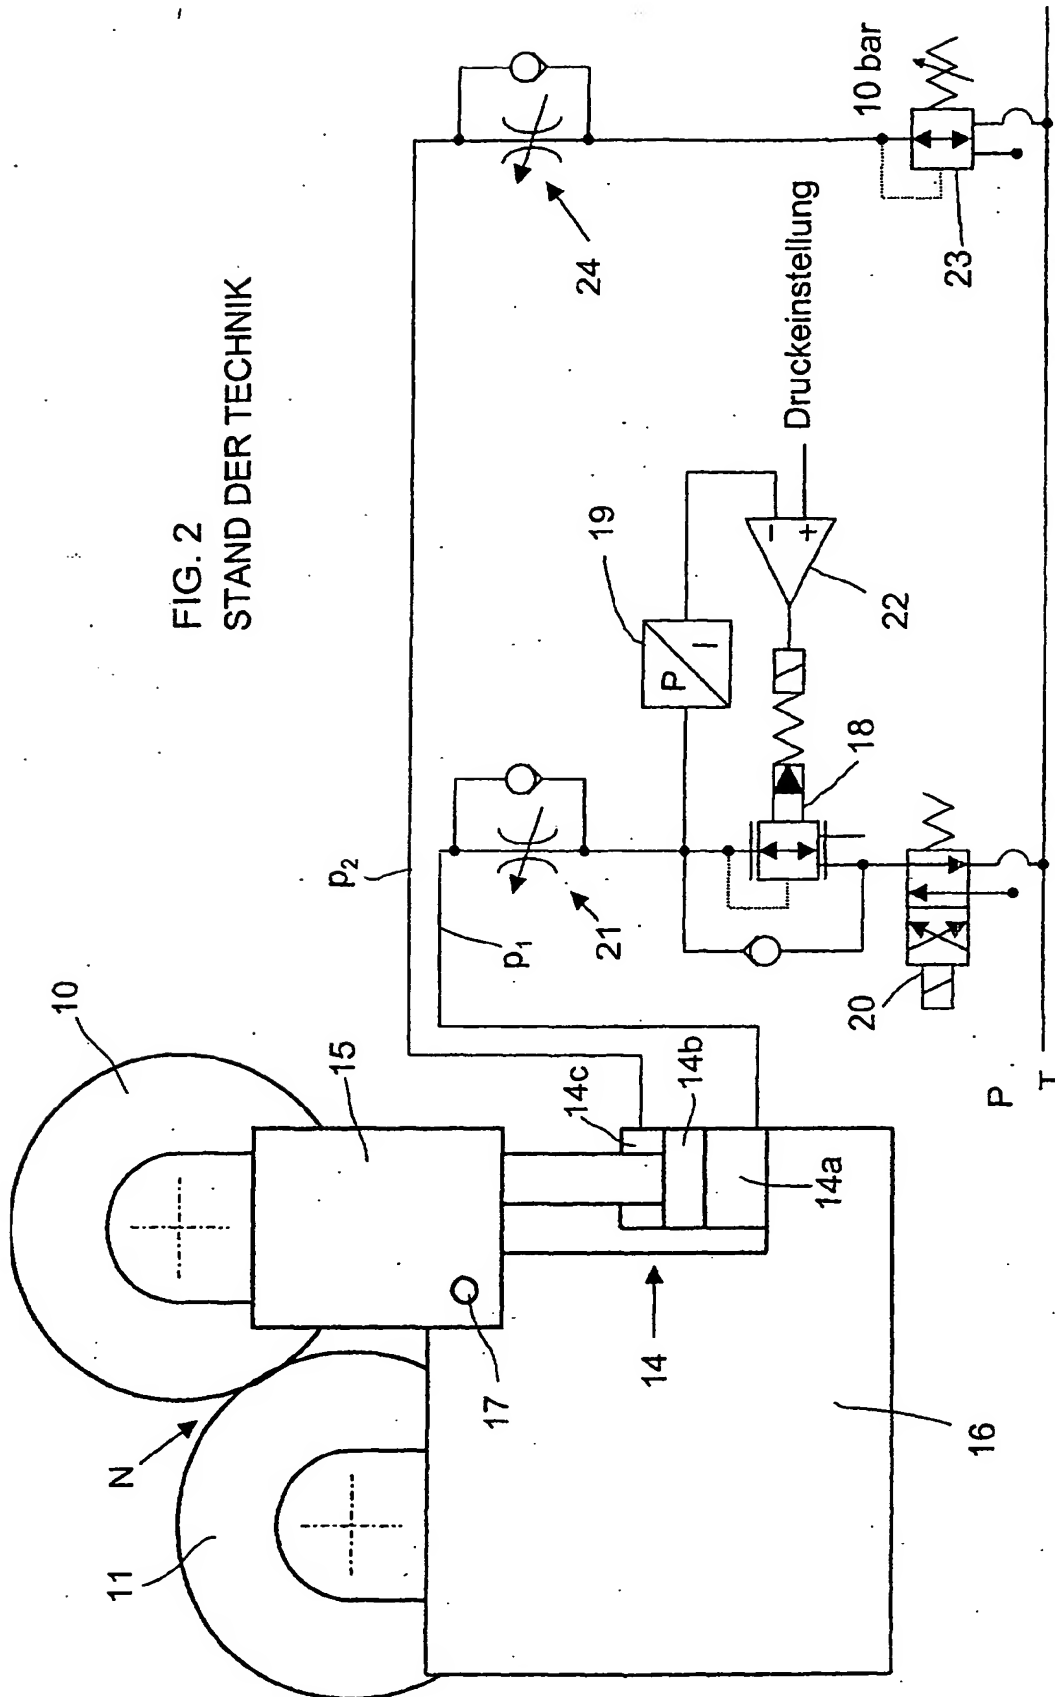 FIG. 2
STAND DER TECHNIK
10
11
N
15
17
14
14c
14b
14a
16
p2
p1
21
24
19
P
I
-
+
22
Druckeinstellung
18
20
10 bar
23
P
T